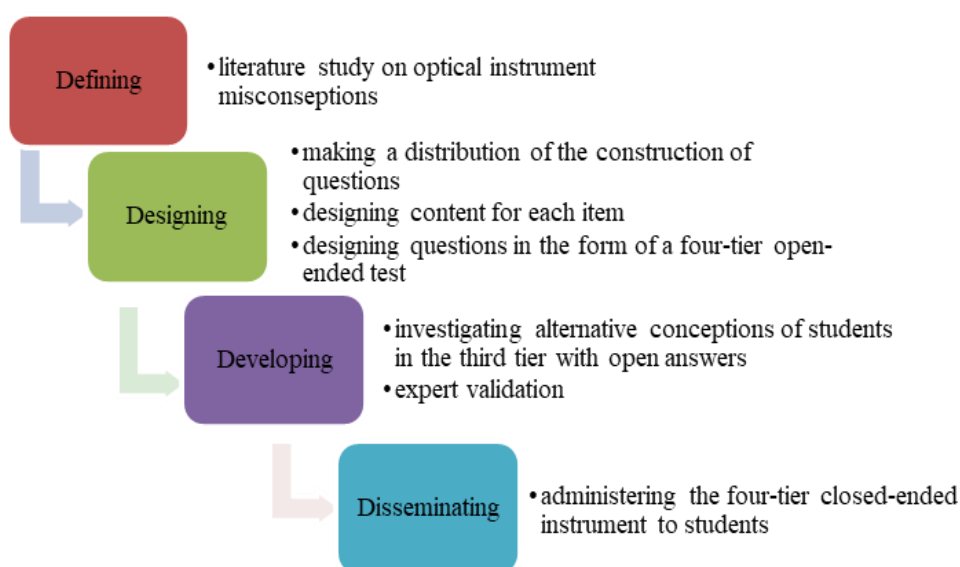 Defining
•literature study on optical instrument
misconseptions
Designing
•making a distribution of the construction of
questions
•designing content for each item
•designing questions in the form of a four-tier open-
ended test
Developing
•investigating alternative conceptions of students
in the third tier with open answers
•expert validation
Disseminating
•administering the four-tier closed-ended
instrument to students